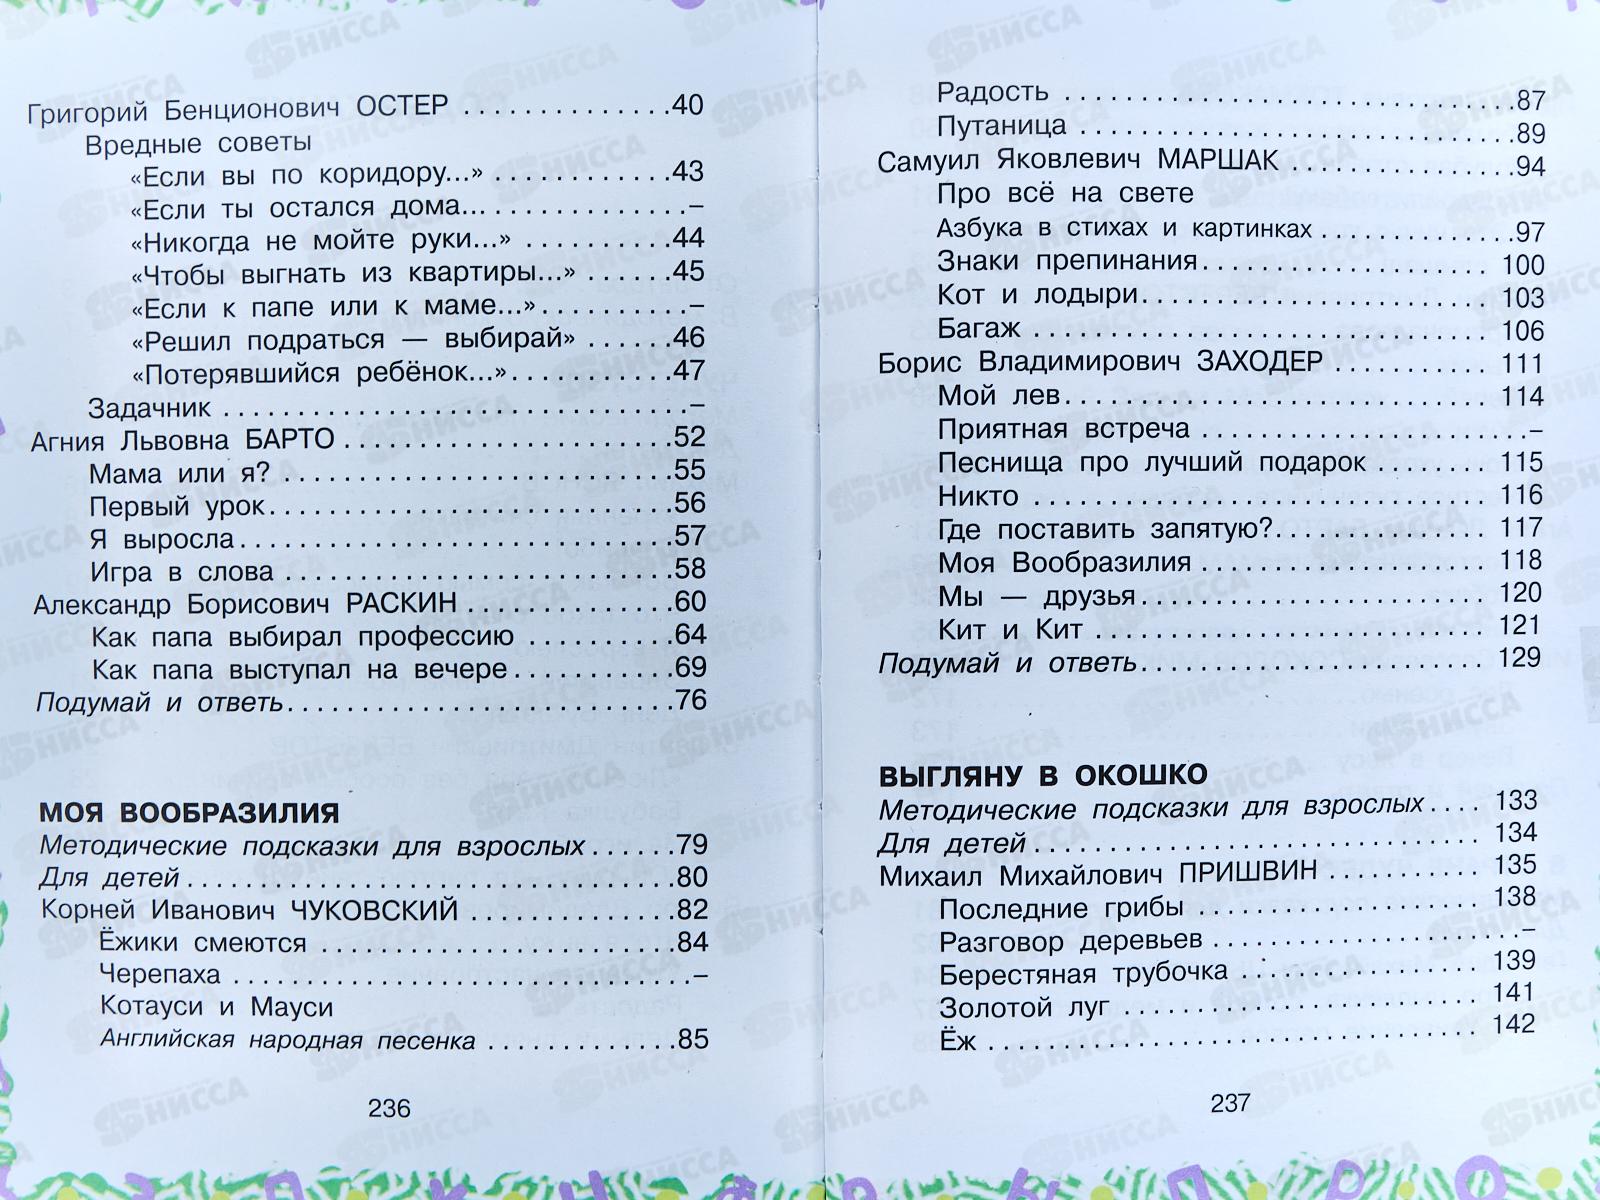 Григорий Бенционович ОСТЕР . . . . . . . . . . . . . .40
Вредные советы
«Если вы по коридору...» . . . . . . . . . . . .43
«Если ты остался дома... . . . . . . . . . . . . . .–
«Никогда не мойте руки...» . . . . . . . . . .44
«Чтобы выгнать из квартиры...» . . . . . .45
«Если к папе или к маме...» . . . . . . . . . .–
«Решил подраться — выбирай» . . . . . .46
«Потерявшийся ребёнок...» . . . . . . . . . . .47
Задачник . . . . . . . . . . . . . . . . . . . . . . . . . . . . . . .–
Агния Львовна БАРТО . . . . . . . . . . . . . . . . . . . . . .52
Мама или я? . . . . . . . . . . . . . . . . . . . . . . . . . .55
Первый урок . . . . . . . . . . . . . . . . . . . . . . . . . . .56
Я выросла . . . . . . . . . . . . . . . . . . . . . . . . . . . . .57
Игра в слова . . . . . . . . . . . . . . . . . . . . . . . . . .58
Александр Борисович РАСКИН . . . . . . . . . . . . . .60
Как папа выбирал профессию . . . . . . . . . .64
Как папа выступал на вечере . . . . . . . . . . .69
Подумай и ответь . . . . . . . . . . . . . . . . . . . . . . . . . .76
МОЯ ВООБРАЗИЛИЯ
Методические подсказки для взрослых . . . . . .79
Для детей . . . . . . . . . . . . . . . . . . . . . . . . . . . . . . . .80
Корней Иванович ЧУКОВСКИЙ . . . . . . . . . . . . . .82
Ёжики смеются . . . . . . . . . . . . . . . . . . . . . . . .84
Черепаха . . . . . . . . . . . . . . . . . . . . . . . . . . . . . .–
Котауси и Мауси
Английская народная песенка . . . . . . . . . . . . .85
236
Радость . . . . . . . . . . . . . . . . . . . . . . . . . . . . . .87
Путаница . . . . . . . . . . . . . . . . . . . . . . . . . . . . .89
Самуил Яковлевич МАРШАК . . . . . . . . . . . . . . .94
Про всё на свете
Азбука в стихах и картинках . . . . . . . . . . . . .97
Знаки препинания . . . . . . . . . . . . . . . . . . . 100
Кот и лодыри . . . . . . . . . . . . . . . . . . . . . . . 103
Багаж . . . . . . . . . . . . . . . . . . . . . . . . . . . . . . 106
Борис Владимирович ЗАХОДЕР . . . . . . . . . . 111
Мой лев . . . . . . . . . . . . . . . . . . . . . . . . . . . . 114
Приятная встреча . . . . . . . . . . . . . . . . . . . . . .–
Песнища про лучший подарок . . . . . . . 115
Никто . . . . . . . . . . . . . . . . . . . . . . . . . . . . . 116
Где поставить запятую? . . . . . . . . . . . . . . 117
Моя Вообразилия . . . . . . . . . . . . . . . . . . . 118
Мы — друзья . . . . . . . . . . . . . . . . . . . . . . . 120
Кит и Кит . . . . . . . . . . . . . . . . . . . . . . . . . . 121
Подумай и ответь . . . . . . . . . . . . . . . . . . . . . . . 129
ВЫГЛЯНУ В ОКОШКО
Методические подсказки для взрослых . . . . 133
Для детей . . . . . . . . . . . . . . . . . . . . . . . . . . . . . 134
Михаил Михайлович ПРИШВИН . . . . . . . . . . 135
Последние грибы . . . . . . . . . . . . . . . . . . . 138
Разговор деревьев . . . . . . . . . . . . . . . . . . . . .–
Берестяная трубочка . . . . . . . . . . . . . . . . 139
Золотой луг . . . . . . . . . . . . . . . . . . . . . . . . 141
Ёж . . . . . . . . . . . . . . . . . . . . . . . . . . . . . . . . 142
237